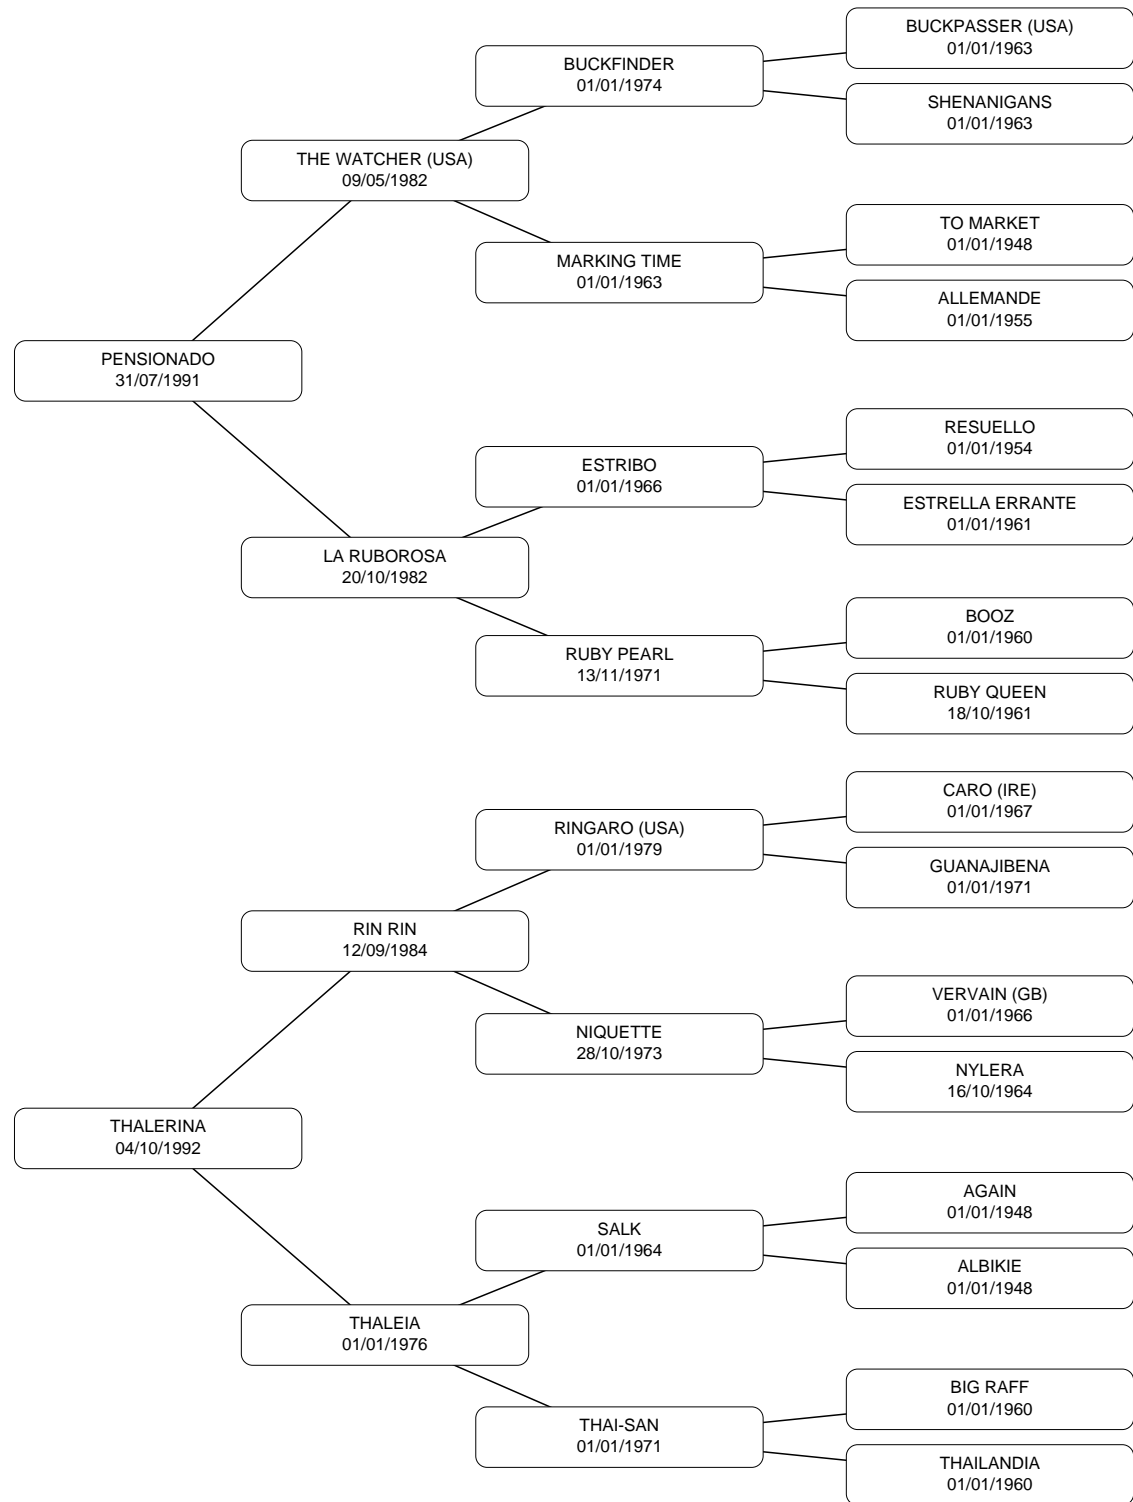 BUCKPASSER (USA)
01/01/1963
BUCKFINDER
01/01/1974
SHENANIGANS
01/01/1963
THE WATCHER (USA)
09/05/1982
TO MARKET
01/01/1948
MARKING TIME
01/01/1963
ALLEMANDE
01/01/1955
PENSIONADO
31/07/1991
RESUELLO
01/01/1954
ESTRIBO
01/01/1966
ESTRELLA ERRANTE
01/01/1961
LA RUBOROSA
20/10/1982
BOOZ
01/01/1960
RUBY PEARL
13/11/1971
RUBY QUEEN
18/10/1961
CARO (IRE)
01/01/1967
RINGARO (USA)
01/01/1979
GUANAJIBENA
01/01/1971
RIN RIN
12/09/1984
VERVAIN (GB)
01/01/1966
NIQUETTE
28/10/1973
NYLERA
16/10/1964
THALERINA
04/10/1992
AGAIN
01/01/1948
SALK
01/01/1964
ALBIKIE
01/01/1948
THALEIA
01/01/1976
BIG RAFF
01/01/1960
THAI-SAN
01/01/1971
THAILANDIA
01/01/1960